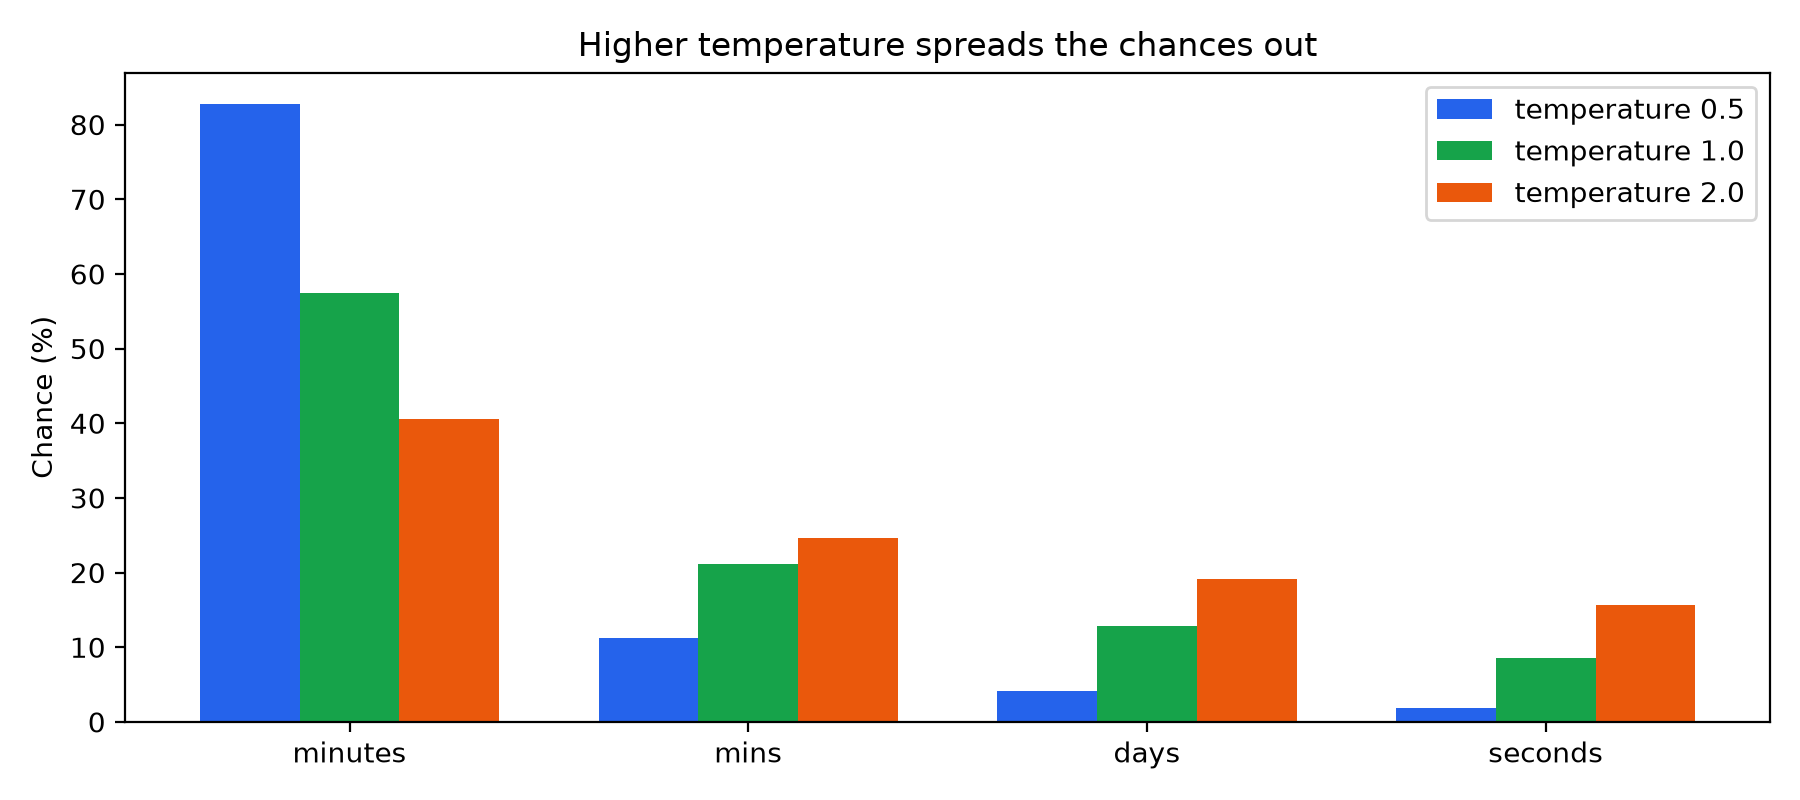 Higher temperature spreads the chances out
temperature 0.5
temperature 1.0
temperature 2.0
Chance (%)
80
70
60
50
40
30
20
10
0
minutes
mins
days
seconds